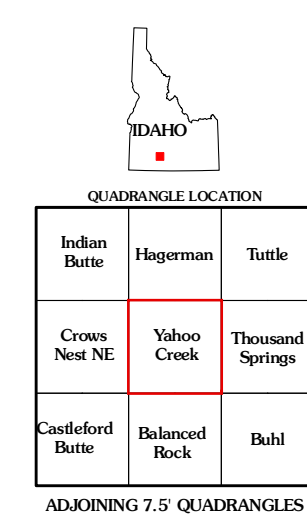 IDAHO
QUADRANGLE LOCATION
Indian
Butte
Hagerman
Tuttle
Crows
Nest NE
Yahoo
Creek
Thousand
Springs
Castleford
Butte
Balanced
Rock
Buhl
ADJOINING 7.5' QUADRANGLES